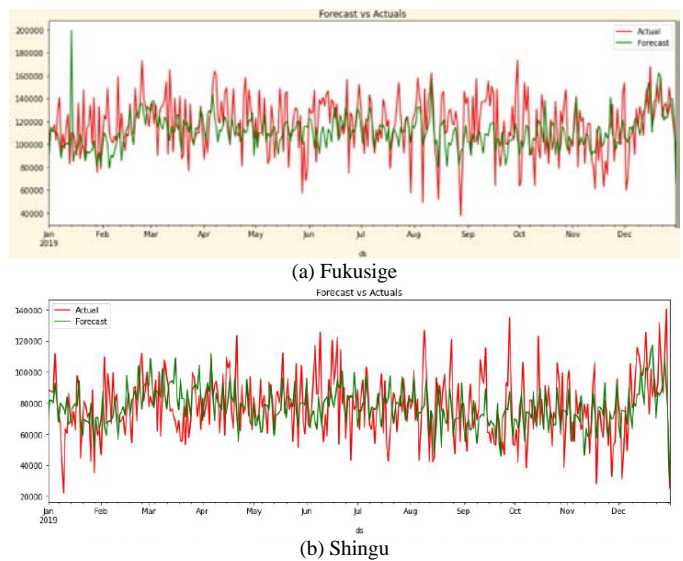 Forecast vs Actuals
200000
180000
160000
140000
120000
100000
80000
60000
40000
Actual
Forecast
Jan Feb Mar Apr May Jun Jul Aug Sep Oct Nov Dec
2019
ds
(a) Fukusige
Forecast vs Actuals
140000
120000
100000
80000
60000
40000
20000
Actual
Forecast
Jan Feb Mar Apr May Jun Jul Aug Sep Oct Nov Dec
2019
ds
(b) Shingu